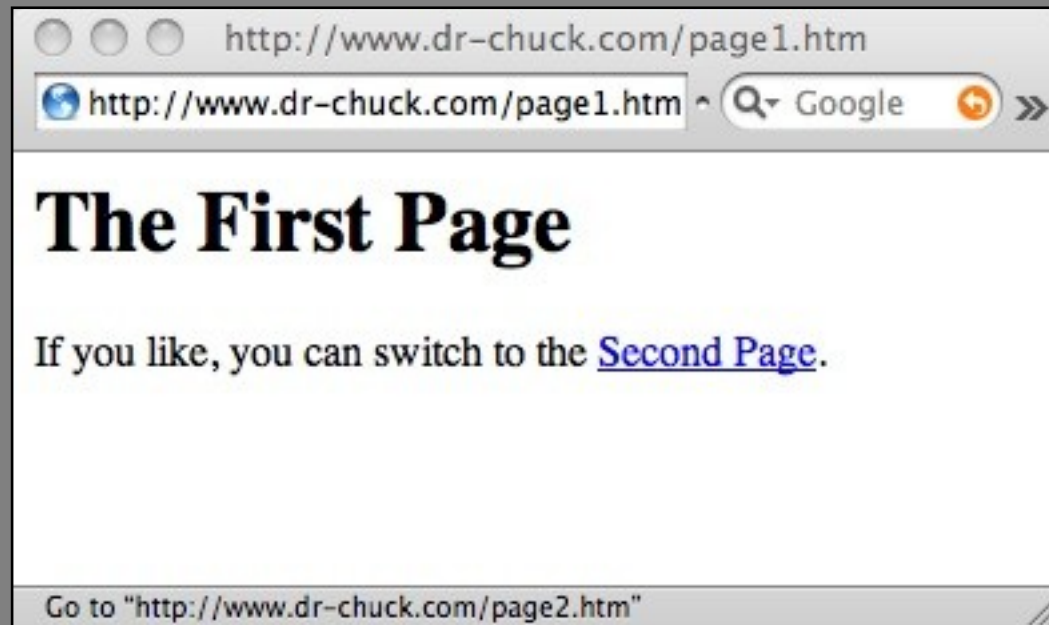 http://www.dr-chuck.com/page1.htm
http://www.dr-chuck.com/page1.htm Google
The First Page
If you like, you can switch to the Second Page.
Go to “http://www.dr-chuck.com/page2.htm”